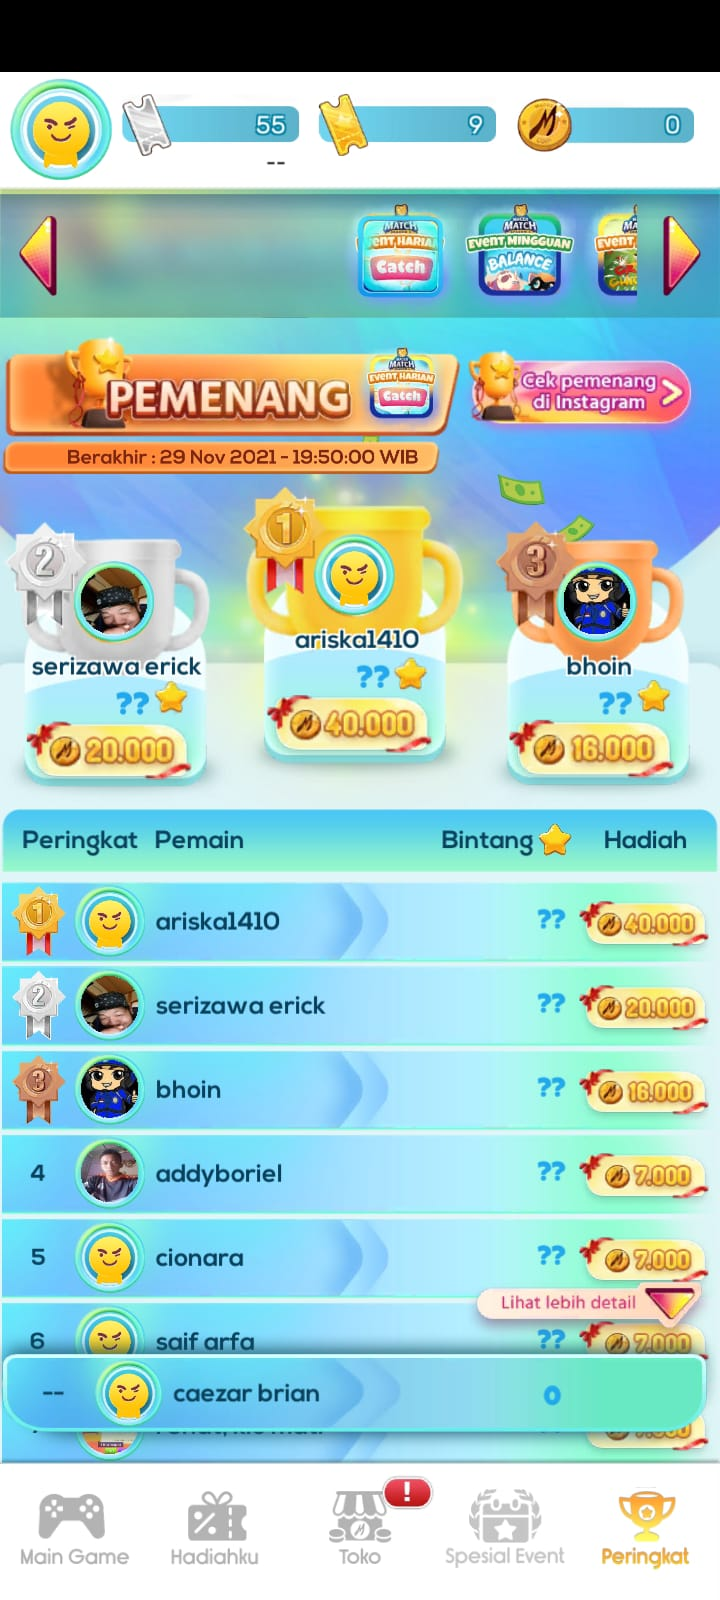 55
9
0
--
MATCH
EVENT HARIAN
Catch
MATCH
EVENT MINGGUAN
BALANCE
EVENT
PEMENANG
MATCH
EVENT HARIAN
Catch
Cek pemenang
di Instagram
Berakhir : 29 Nov 2021 - 19:50:00 WIB
2
1
3
serizawa erick
ariska1410
bhoin
??
??
??
20.000
40.000
16.000
Peringkat Pemain Bintang Hadiah
1 ariska1410 ?? 40.000
2 serizawa erick ?? 20.000
3 bhoin ?? 16.000
4 addyboriel ?? 7.000
5 cionara ?? 7.000
Lihat lebih detail
6 saif arfa ?? 7.000
-- caezar brian 0
!
Main Game Hadiahku Toko Spesial Event Peringkat